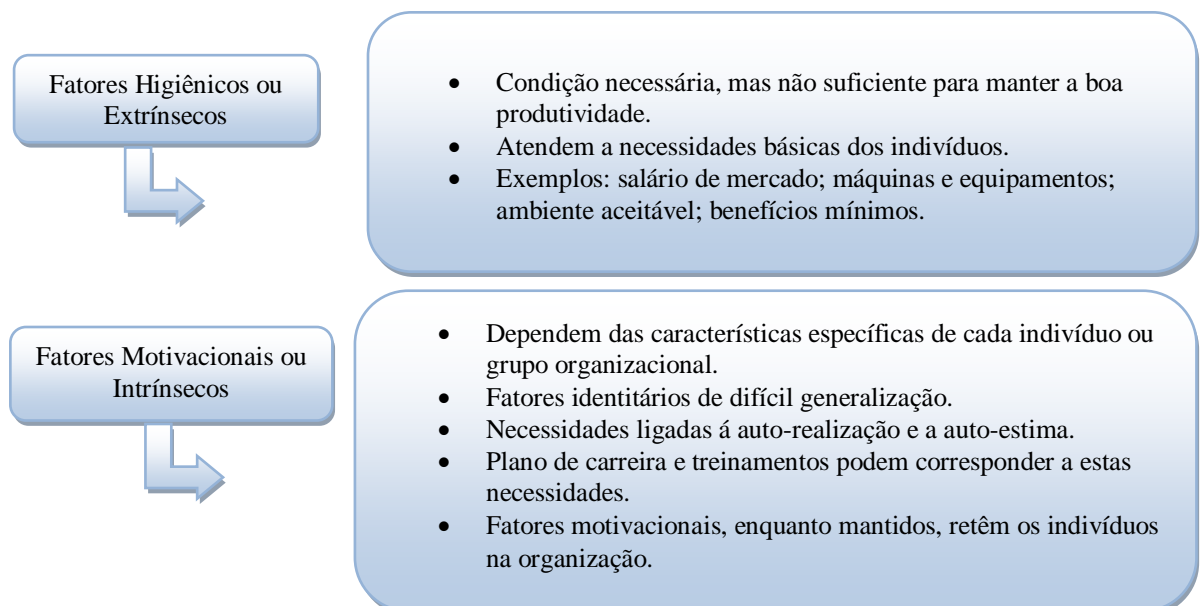 Fatores Higiênicos ou
Extrínsecos
• Condição necessária, mas não suficiente para manter a boa
produtividade.
• Atendem a necessidades básicas dos indivíduos.
• Exemplos: salário de mercado; máquinas e equipamentos;
ambiente aceitável; benefícios mínimos.
Fatores Motivacionais ou
Intrínsecos
• Dependem das características específicas de cada indivíduo ou
grupo organizacional.
• Fatores identitários de difícil generalização.
• Necessidades ligadas á auto-realização e a auto-estima.
• Plano de carreira e treinamentos podem corresponder a estas
necessidades.
• Fatores motivacionais, enquanto mantidos, retêm os indivíduos
na organização.